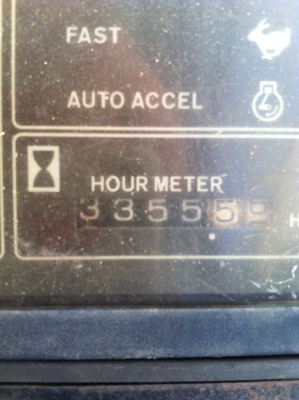 FAST
AUTO ACCEL
HOUR METER
335559
H